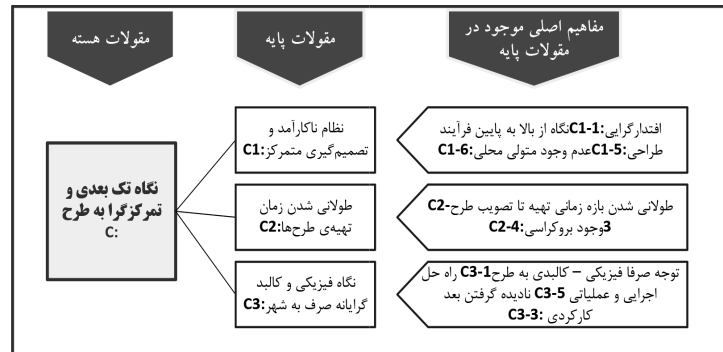 مفاهیم اصلی موجود در
مقولات پایه
مقولات پایه
مقولات هسته
اقتدارگرایی:C1-1نگاه از بالا به پایین فرآیند
طراحی:C1-5عدم وجود متولی محلی:C1-6
نظام ناکارآمد و
تصمیم‌گیری متمرکز:C1
طولانی شدن بازه زمانی تهیه تا تصویب طرح-C2
3وجود بروکراسی:C2-4
طولانی شدن زمان
تهیه‌ی طرح‌ها:C2
توجه صرفا فیزیکی – کالبدی به طرح:C3-1 راه حل
اجرایی و عملیاتی C3-5 نادیده گرفتن بعد
کارکردی :C3-3
نگاه فیزیکی و کالبد
گرایانه صرف به شهر:C3
نگاه تک بعدی و
تمرکزگرا به طرح
C: